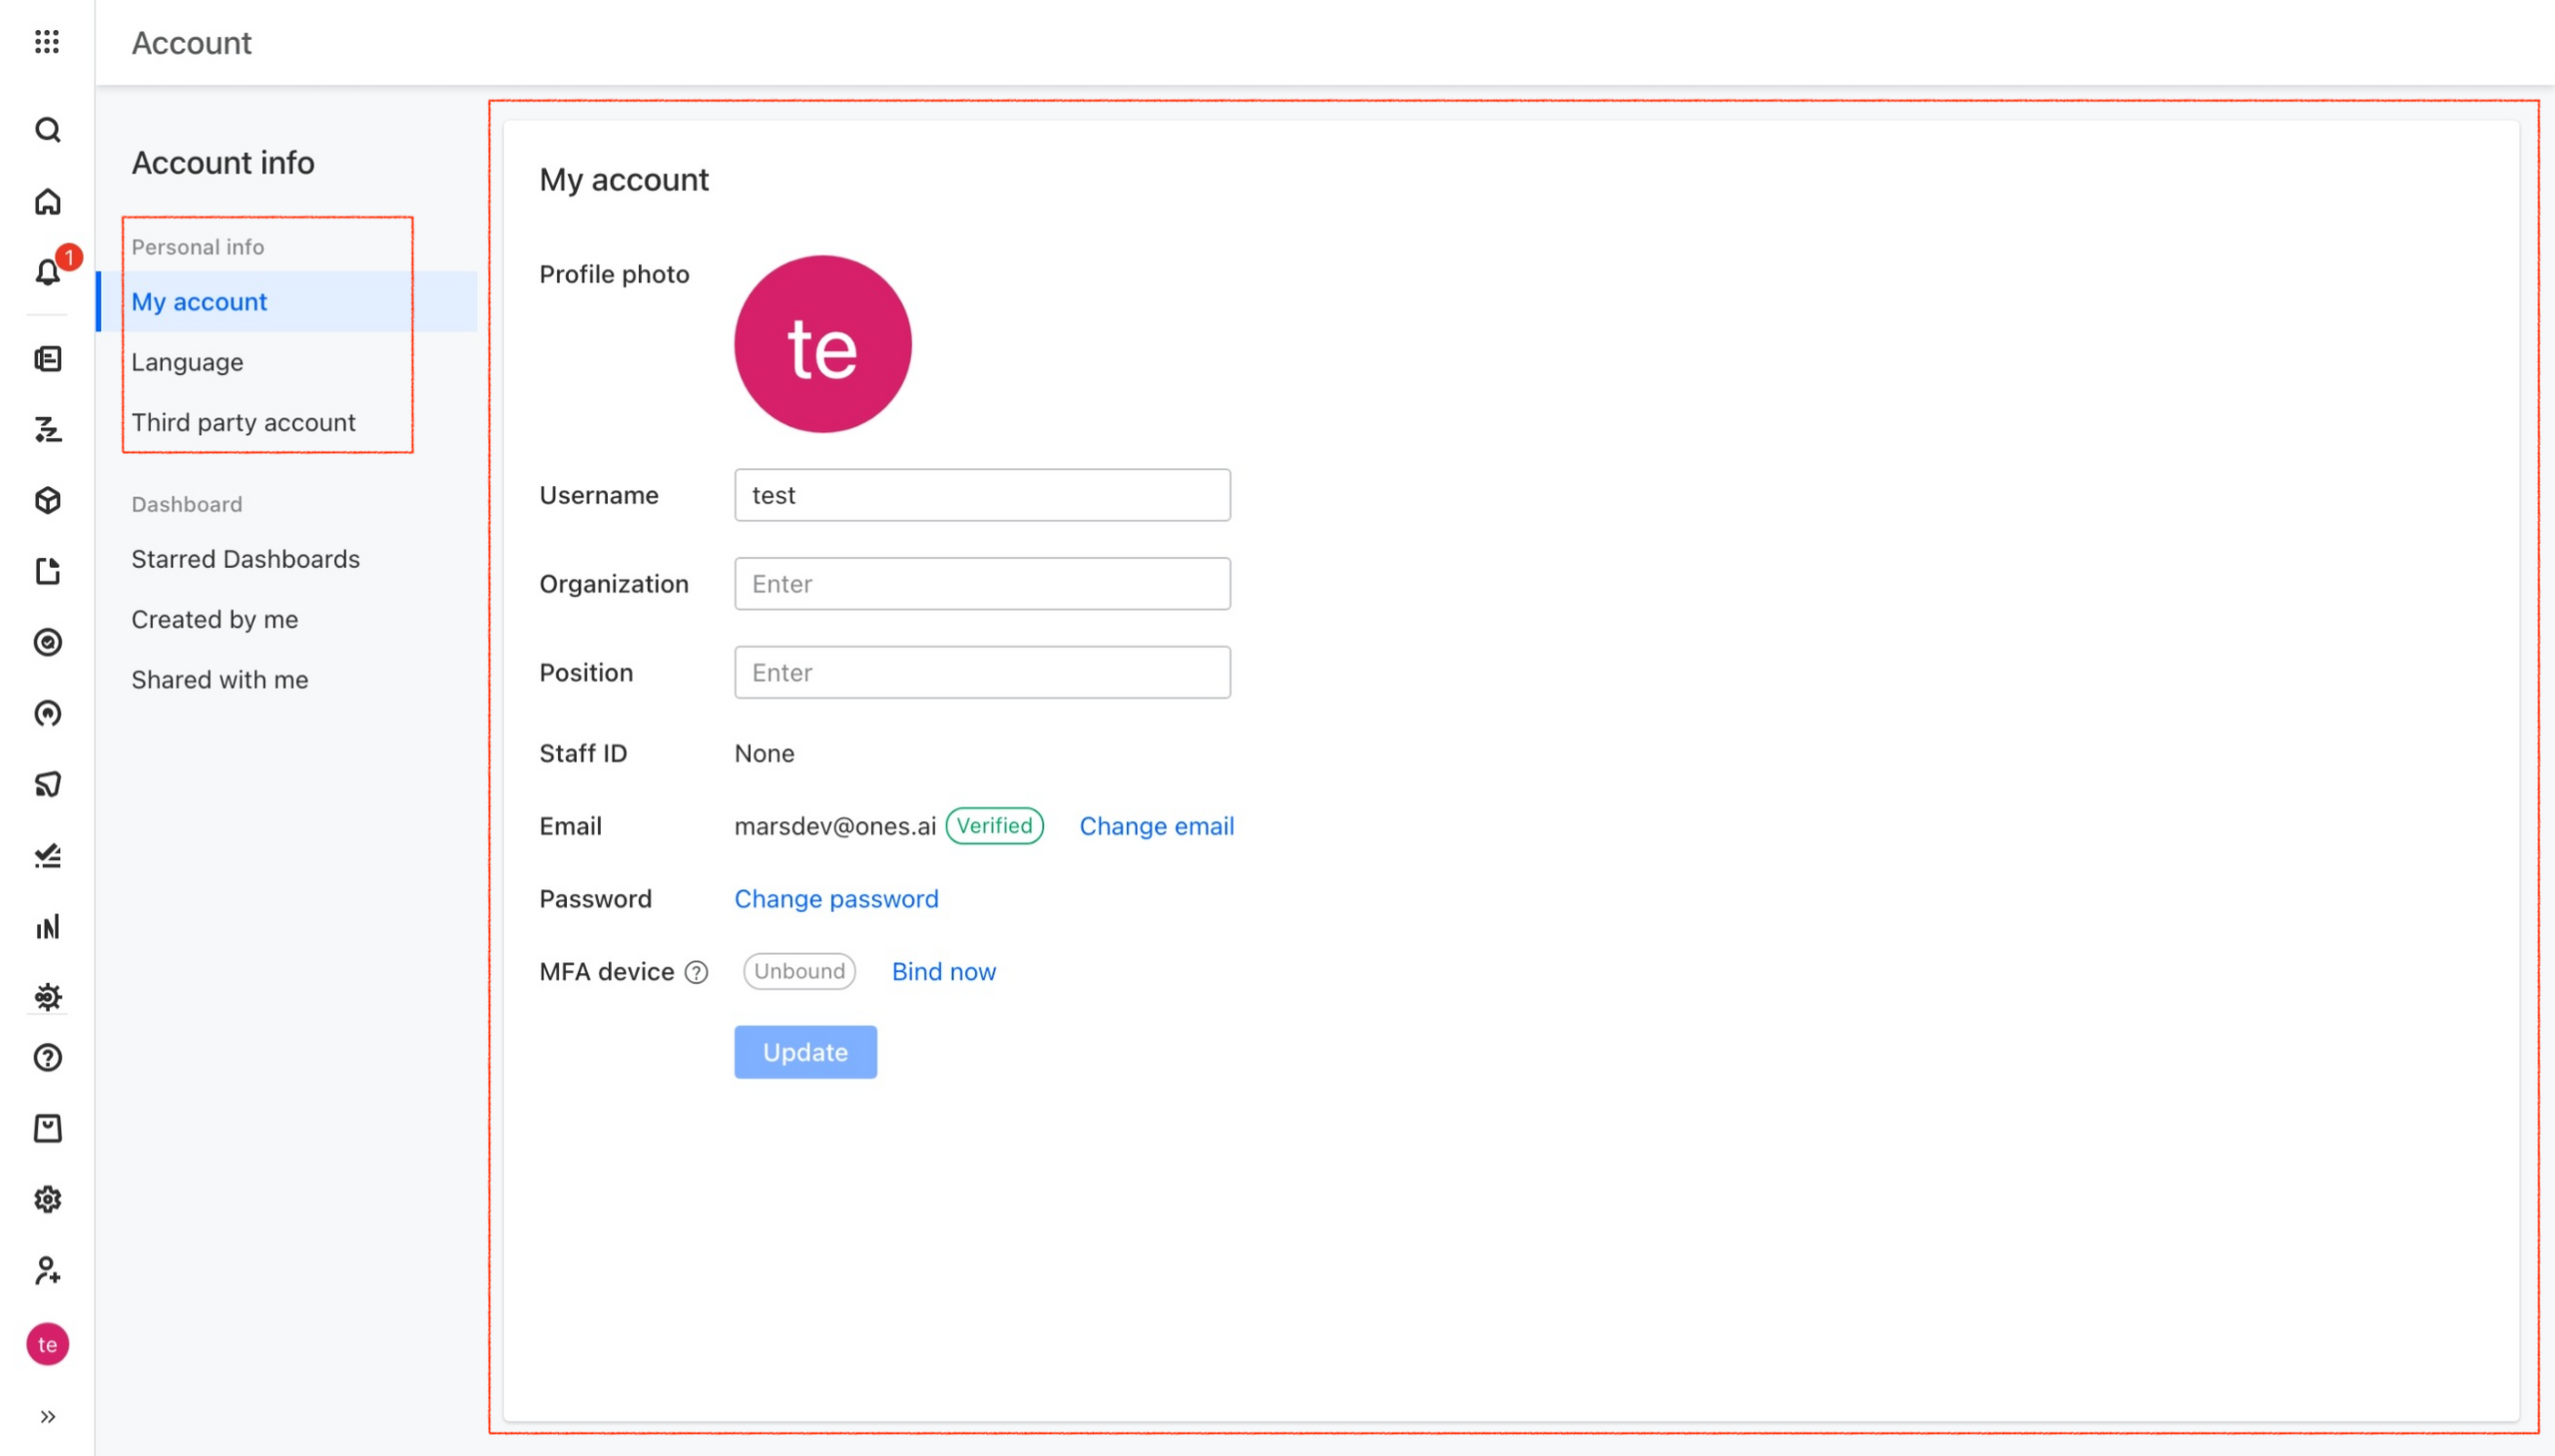 Account
Account info
Personal info
My account
Language
Third party account
Dashboard
Starred Dashboards
Created by me
Shared with me
1
te
My account
Profile photo
te
Username test
Organization Enter
Position Enter
Staff ID None
Email marsdev@ones.ai Verified Change email
Password Change password
MFA device ? Unbound Bind now
Update